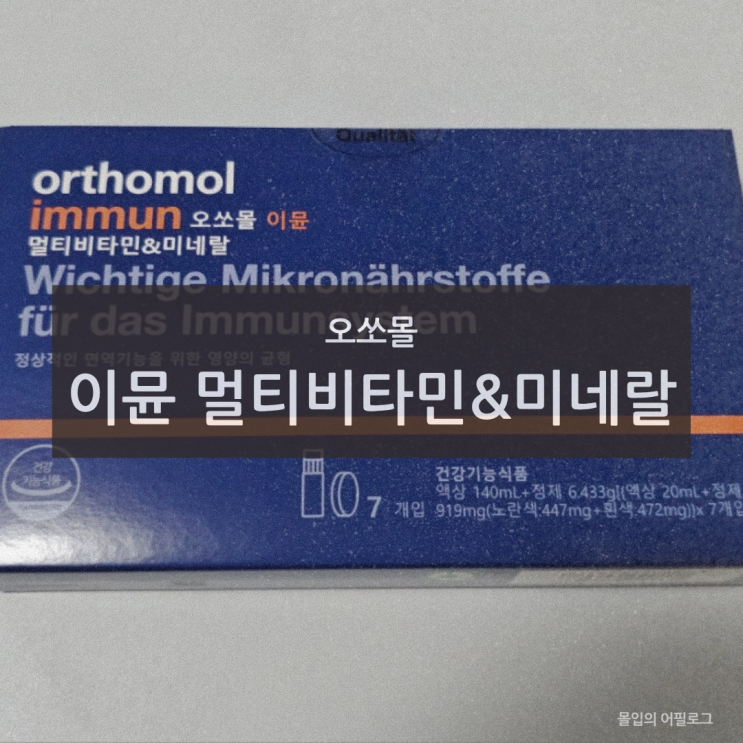 Qualität
orthomol
immun 오쏘몰 이뮨
멀티비타민&미네랄
Wichtige Mikronährstoffe
für das Immunsystem
정상적인 면역기능을 위한 영양의 균형
오쏘몰
이뮨 멀티비타민&미네랄
건강
기능식품
7 개입
건강기능식품
액상 140mL+정제 6.433g[(액상 20mL+정제
919mg(노란색:447mg+흰색:472mg))x 7개입
몰입의 어필로그